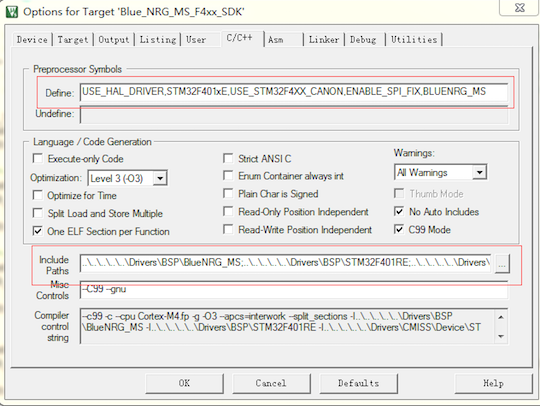 Options for Target 'Blue_NRG_MS_F4xx_SDK'
Device Target Output Listing User C/C++ Asm Linker Debug Utilities
Preprocessor Symbols
Define: USE_HAL_DRIVER,STM32F401xE,USE_STM32F4XX_CANON,ENABLE_SPI_FIX,BLUENRG_MS
Undefine:
Language / Code Generation
Execute-only Code
Strict ANSI C
Warnings:
Optimization: Level 3 (-O3)
Enum Container always int
All Warnings
Optimize for Time
Plain Char is Signed
Thumb Mode
Split Load and Store Multiple
Read-Only Position Independent
No Auto Includes
One ELF Section per Function
Read-Write Position Independent
C99 Mode
Include Paths ..\..\..\..\..\Drivers\BSP\BlueNRG_MS;..\..\..\..\..\Drivers\BSP\STM32F401RE;..\..\..\..\..\Drivers\ ...
Misc Controls --C99 --gnu
Compiler control string --c99 -c --cpu Cortex-M4.fp -g -O3 --apcs=interwork --split_sections -I..\..\..\..\..\Drivers\BSP
\BlueNRG_MS -I..\..\..\..\..\Drivers\BSP\STM32F401RE -I..\..\..\..\..\Drivers\CMISS\Device\ST
OK Cancel Defaults Help